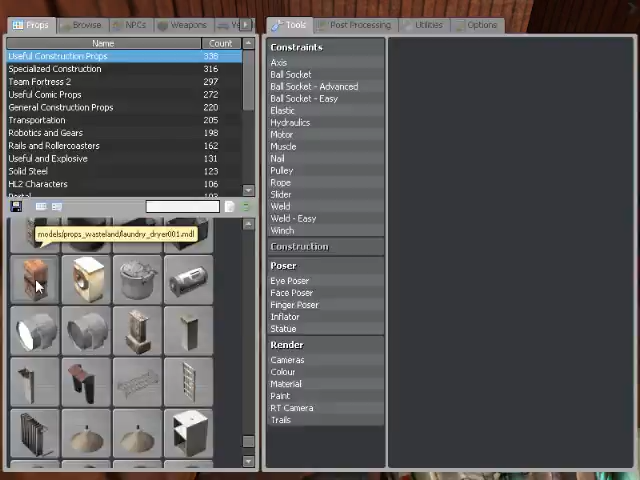 Props Browse NPCs Weapons Ve
Tools Post Processing Utilities Options
Name Count
Useful Construction Props 338
Specialized Construction 316
Team Fortress 2 297
Useful Comic Props 272
General Construction Props 220
Transportation 205
Robotics and Gears 198
Rails and Rollercoasters 162
Useful and Explosive 131
Solid Steel 123
HL2 Characters 106
models/props_wasteland/laundry_dryer001.mdl
Constraints
Axis
Ball Socket
Ball Socket - Advanced
Ball Socket - Easy
Elastic
Hydraulics
Motor
Muscle
Nail
Pulley
Rope
Slider
Weld
Weld - Easy
Winch
Construction
Poser
Eye Poser
Face Poser
Finger Poser
Inflator
Statue
Render
Cameras
Colour
Material
Paint
RT Camera
Trails